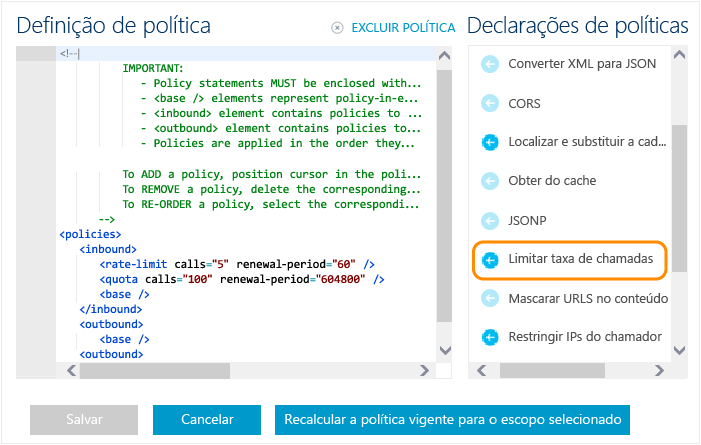 Definição de política
EXCLUIR POLÍTICA
<!--
IMPORTANT:
- Policy statements MUST be enclosed with...
- <base /> elements represent policy-in-e...
- <inbound> element contains policies to ...
- <outbound> element contains policies to...
- Policies are applied in the order they...
To ADD a policy, position cursor in the poli...
To REMOVE a policy, delete the corresponding...
To RE-ORDER a policy, select the correspondi...
-->
<policies>
<inbound>
<rate-limit calls="5" renewal-period="60" />
<quota calls="100" renewal-period="604800" />
<base />
</inbound>
<outbound>
<base />
<outbound>
Declarações de políticas
Converter XML para JSON
CORS
Localizar e substituir a cad...
Obter do cache
JSONP
Limitar taxa de chamadas
Mascarar URLS no conteúdo
Restringir IPs do chamador
Salvar
Cancelar
Recalcular a política vigente para o escopo selecionado